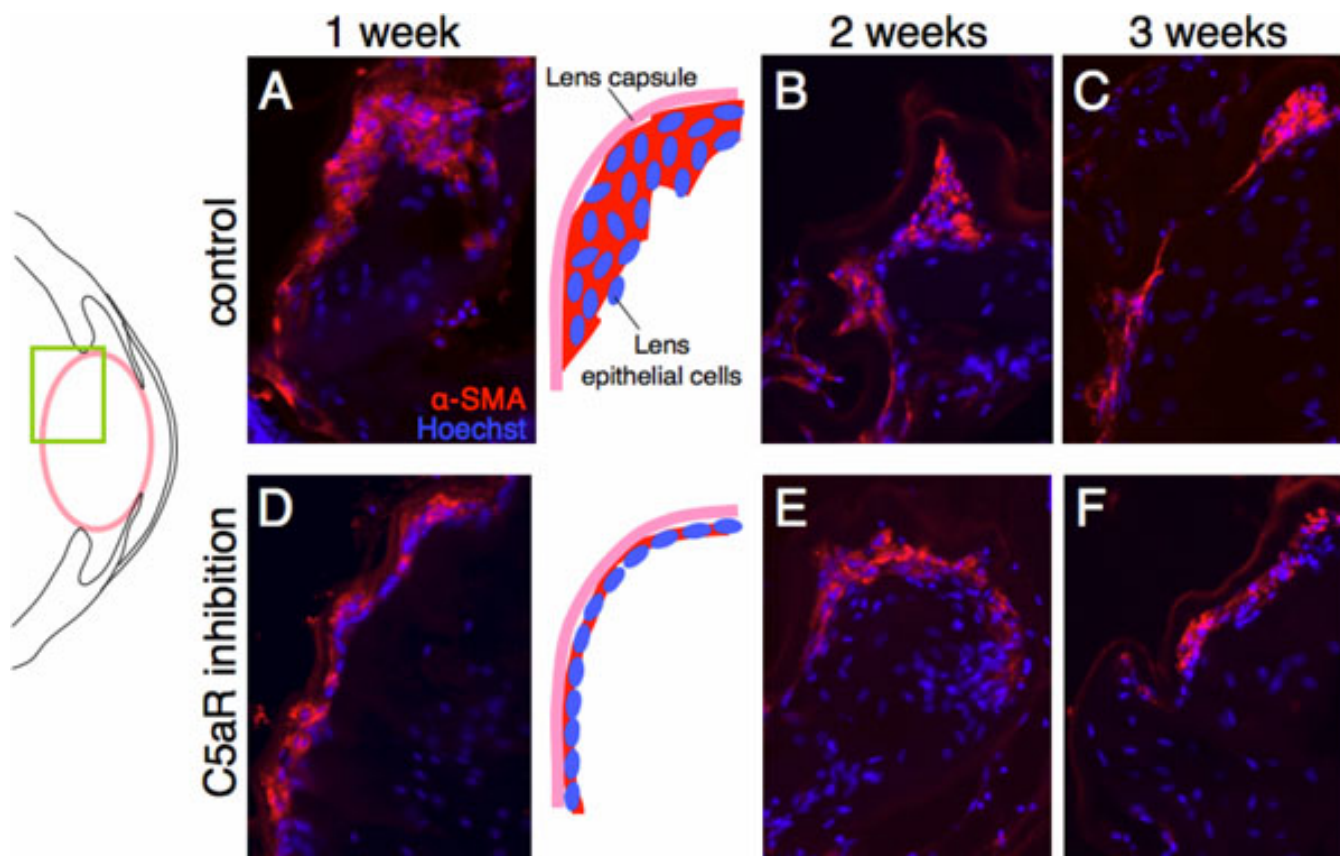 1 week
2 weeks
3 weeks
control
A
Lens capsule
Lens
epithelial cells
α-SMA
Hoechst
B
C
C5aR inhibition
D
E
F